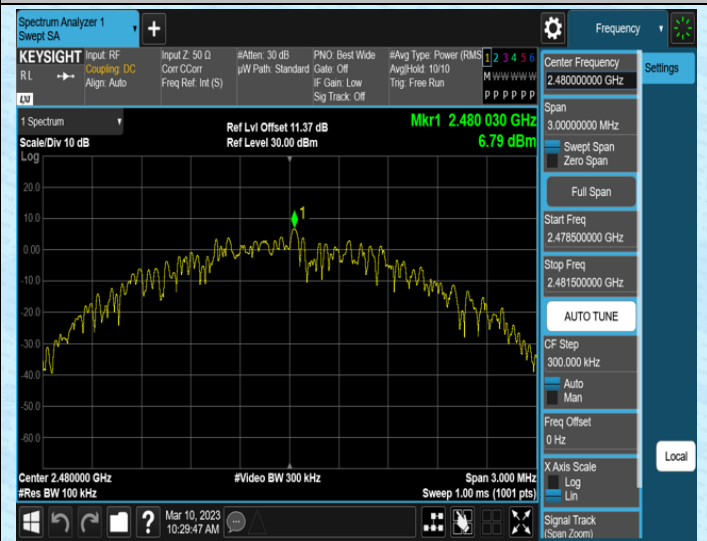 Spectrum Analyzer 1
Swept SA
+
Frequency
KEYSIGHT
RL
LXI
Input: RF
Coupling: DC
Align: Auto
Input Z: 50 Ω
Corr CCorr
Freq Ref: Int (S)
#Atten: 30 dB
µW Path: Standard
PNO: Best Wide
Gate: Off
IF Gain: Low
Sig Track: Off
#Avg Type: Power (RMS
Avg|Hold: 10/10
Trig: Free Run
1 2 3 4 5 6
M W W W W W
P P P P P P
1 Spectrum
Scale/Div 10 dB
Log
Ref Lvl Offset 11.37 dB
Ref Level 30.00 dBm
Mkr1 2.480 030 GHz
6.79 dBm
20.0
10.0
0.00
-10.0
-20.0
-30.0
-40.0
-50.0
-60.0
1
Center 2.480000 GHz
#Res BW 100 kHz
#Video BW 300 kHz
Span 3.000 MHz
Sweep 1.00 ms (1001 pts)
?
Mar 10, 2023
10:29:47 AM
Center Frequency
2.480000000 GHz
Settings
Span
3.00000000 MHz
Swept Span
Zero Span
Full Span
Start Freq
2.478500000 GHz
Stop Freq
2.481500000 GHz
AUTO TUNE
CF Step
300.000 kHz
Auto
Man
Freq Offset
0 Hz
X Axis Scale
Log
Lin
Signal Track
(Span Zoom)
Local